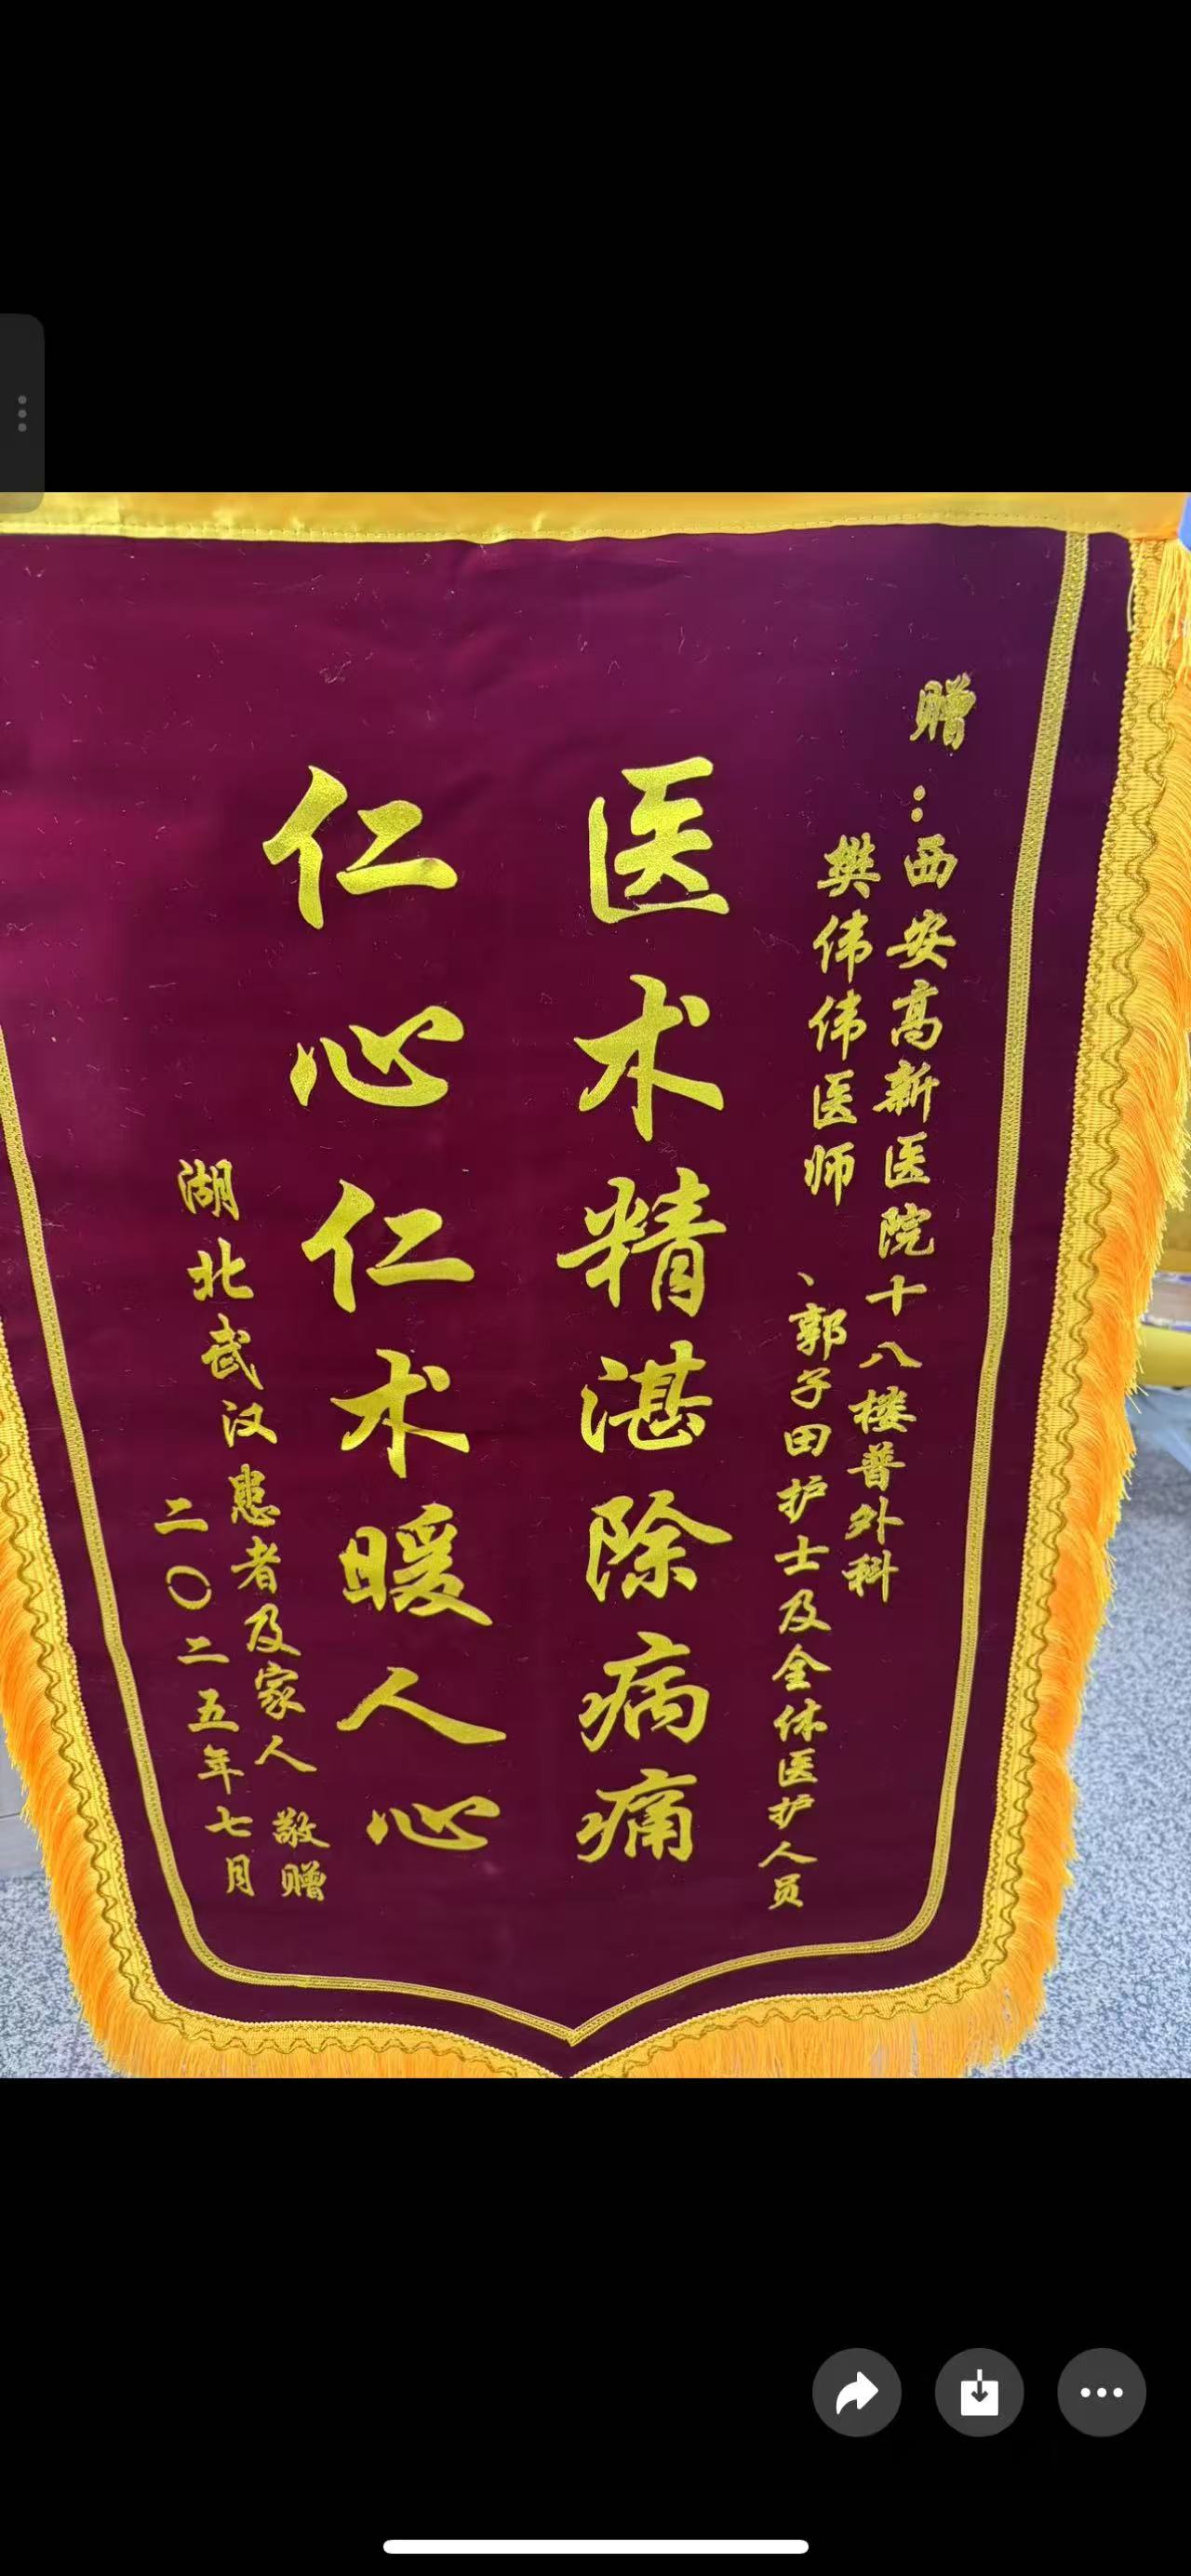 赠：西安高新医院十八楼普外科
樊伟伟医师、郭子田护士及全体医护人员
医术精湛除病痛
仁心仁术暖人心
湖北武汉患者及家人 敬赠
二〇二五年七月